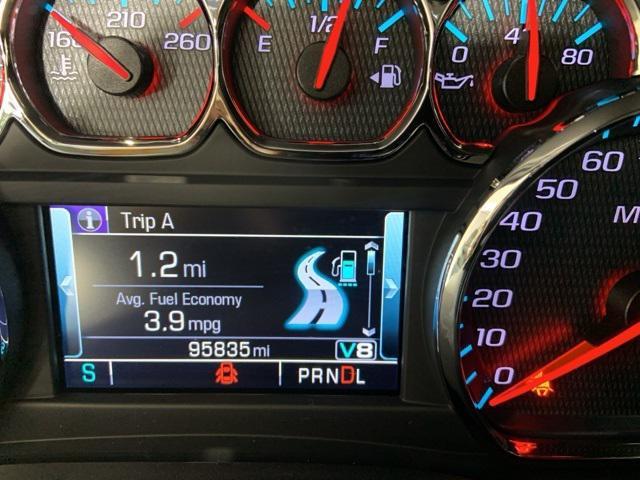 160 210 260
E 1/2 F
0 80
Trip A
1.2 mi
Avg. Fuel Economy
3.9 mpg
95835 mi V8
S PRNDL
60
50
40
30
20
10
0
M